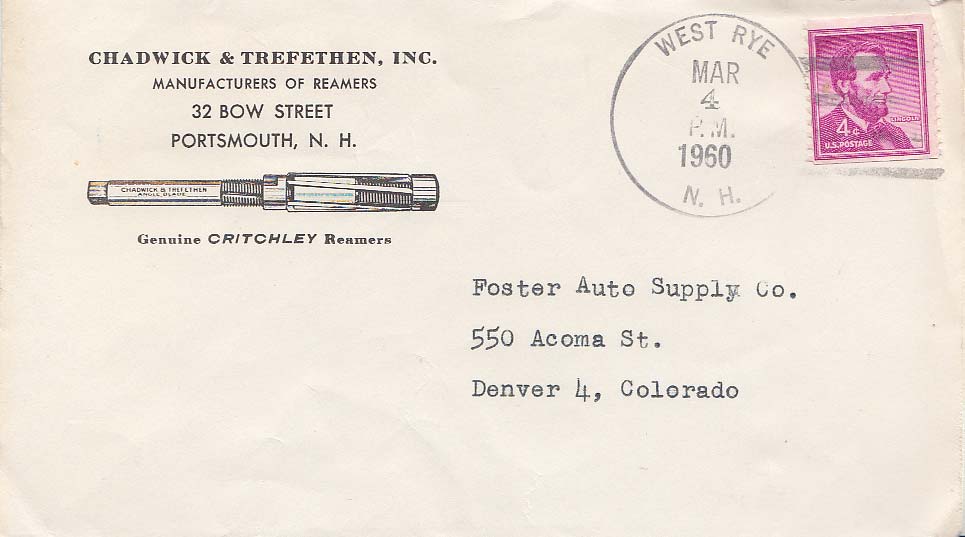 CHADWICK & TREFETHEN, INC.
MANUFACTURERS OF REAMERS
32 BOW STREET
PORTSMOUTH, N. H.
CHADWICK & TREFETHEN
ANGLE BLADE
Genuine CRITCHLEY Reamers
WEST RYE
MAR
4
P.M.
1960
N. H.
LINCOLN
4¢
U.S. POSTAGE
Foster Auto Supply Co.
550 Acoma St.
Denver 4, Colorado